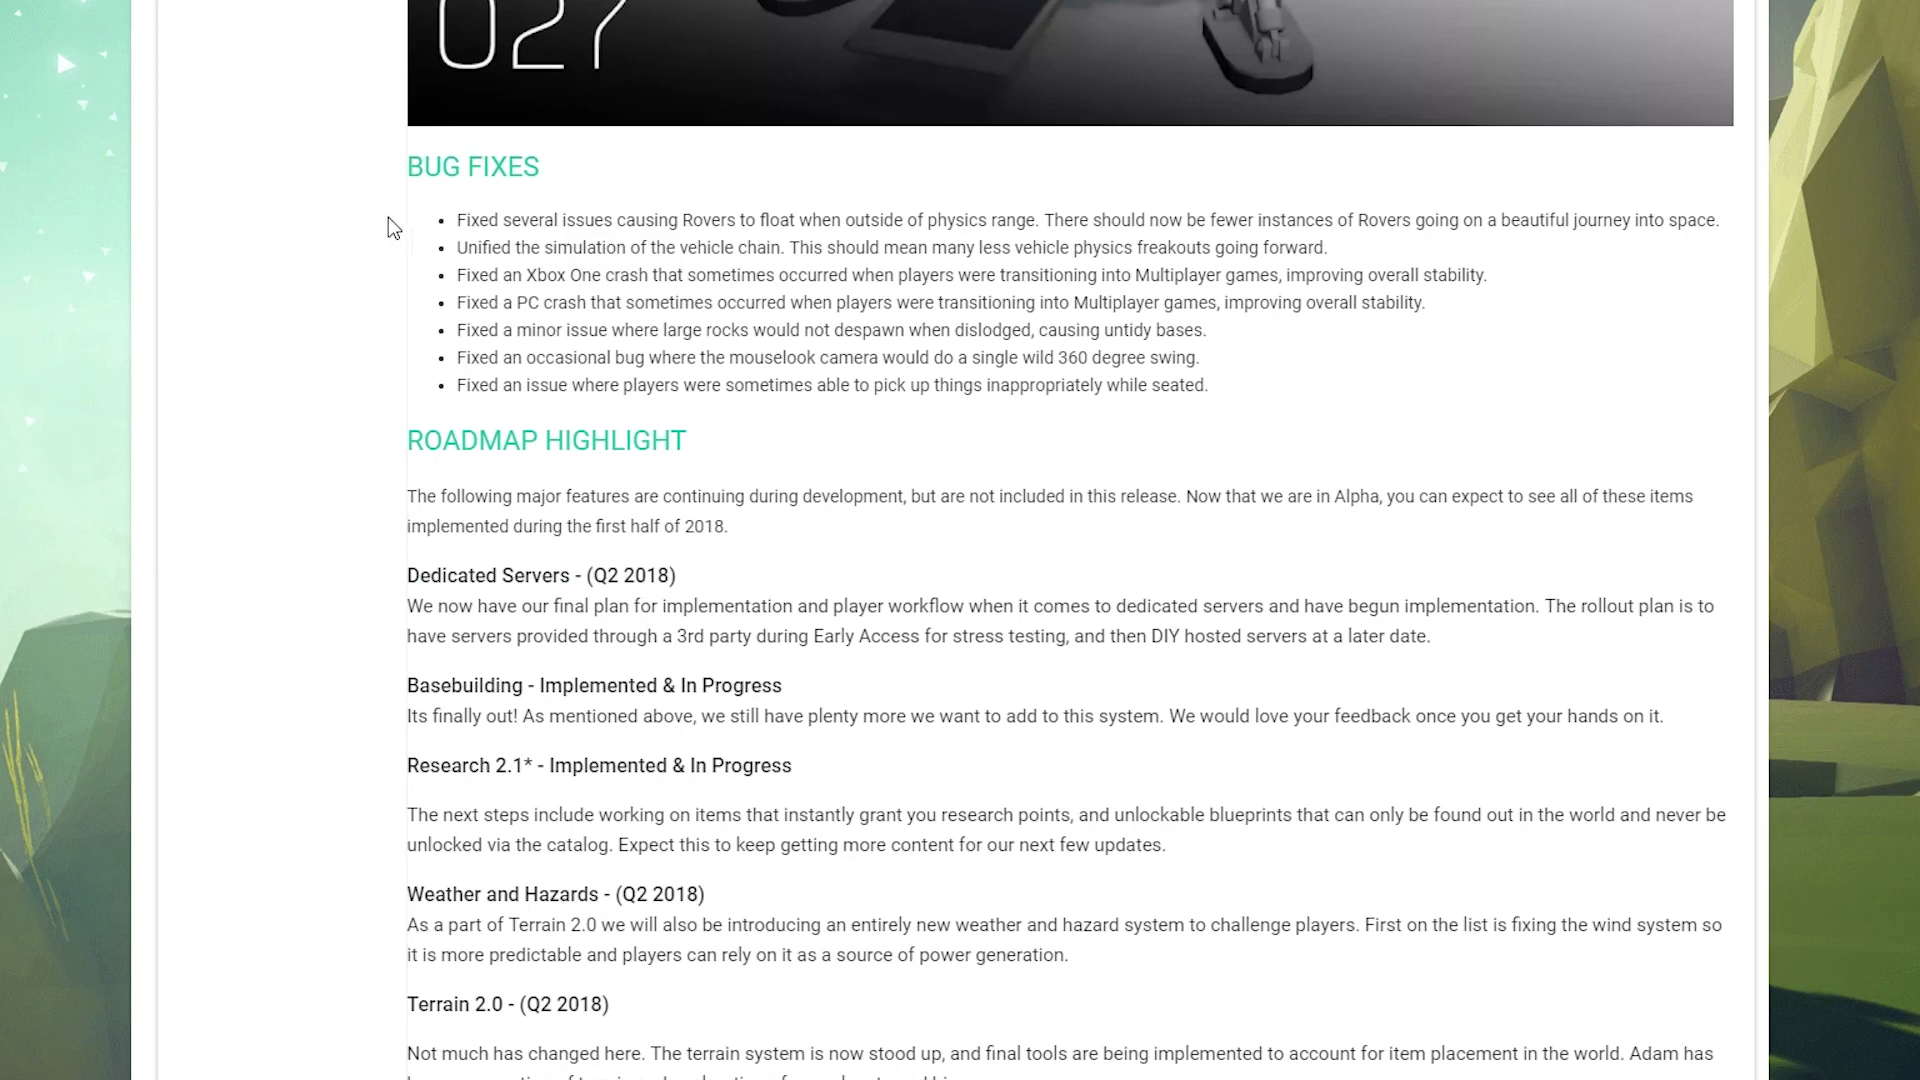 027
BUG FIXES
• Fixed several issues causing Rovers to float when outside of physics range. There should now be fewer instances of Rovers going on a beautiful journey into space.
• Unified the simulation of the vehicle chain. This should mean many less vehicle physics freakouts going forward.
• Fixed an Xbox One crash that sometimes occurred when players were transitioning into Multiplayer games, improving overall stability.
• Fixed a PC crash that sometimes occurred when players were transitioning into Multiplayer games, improving overall stability.
• Fixed a minor issue where large rocks would not despawn when dislodged, causing untidy bases.
• Fixed an occasional bug where the mouselook camera would do a single wild 360 degree swing.
• Fixed an issue where players were sometimes able to pick up things inappropriately while seated.
ROADMAP HIGHLIGHT
The following major features are continuing during development, but are not included in this release. Now that we are in Alpha, you can expect to see all of these items
implemented during the first half of 2018.
Dedicated Servers - (Q2 2018)
We now have our final plan for implementation and player workflow when it comes to dedicated servers and have begun implementation. The rollout plan is to
have servers provided through a 3rd party during Early Access for stress testing, and then DIY hosted servers at a later date.
Basebuilding - Implemented & In Progress
Its finally out! As mentioned above, we still have plenty more we want to add to this system. We would love your feedback once you get your hands on it.
Research 2.1* - Implemented & In Progress
The next steps include working on items that instantly grant you research points, and unlockable blueprints that can only be found out in the world and never be
unlocked via the catalog. Expect this to keep getting more content for our next few updates.
Weather and Hazards - (Q2 2018)
As a part of Terrain 2.0 we will also be introducing an entirely new weather and hazard system to challenge players. First on the list is fixing the wind system so
it is more predictable and players can rely on it as a source of power generation.
Terrain 2.0 - (Q2 2018)
Not much has changed here. The terrain system is now stood up, and final tools are being implemented to account for item placement in the world. Adam has